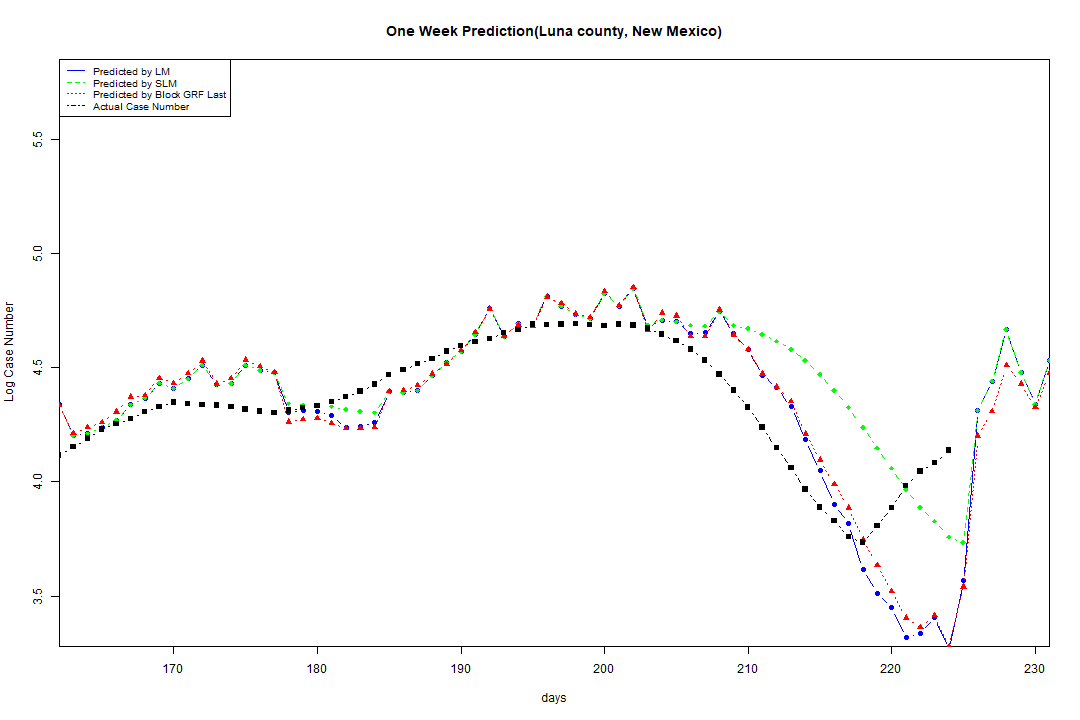 One Week Prediction(Luna county, New Mexico)
Predicted by LM
Predicted by SLM
Predicted by Block GRF Last
Actual Case Number
5.5
5.0
4.5
4.0
3.5
Log Case Number
170 180 190 200 210 220 230
days